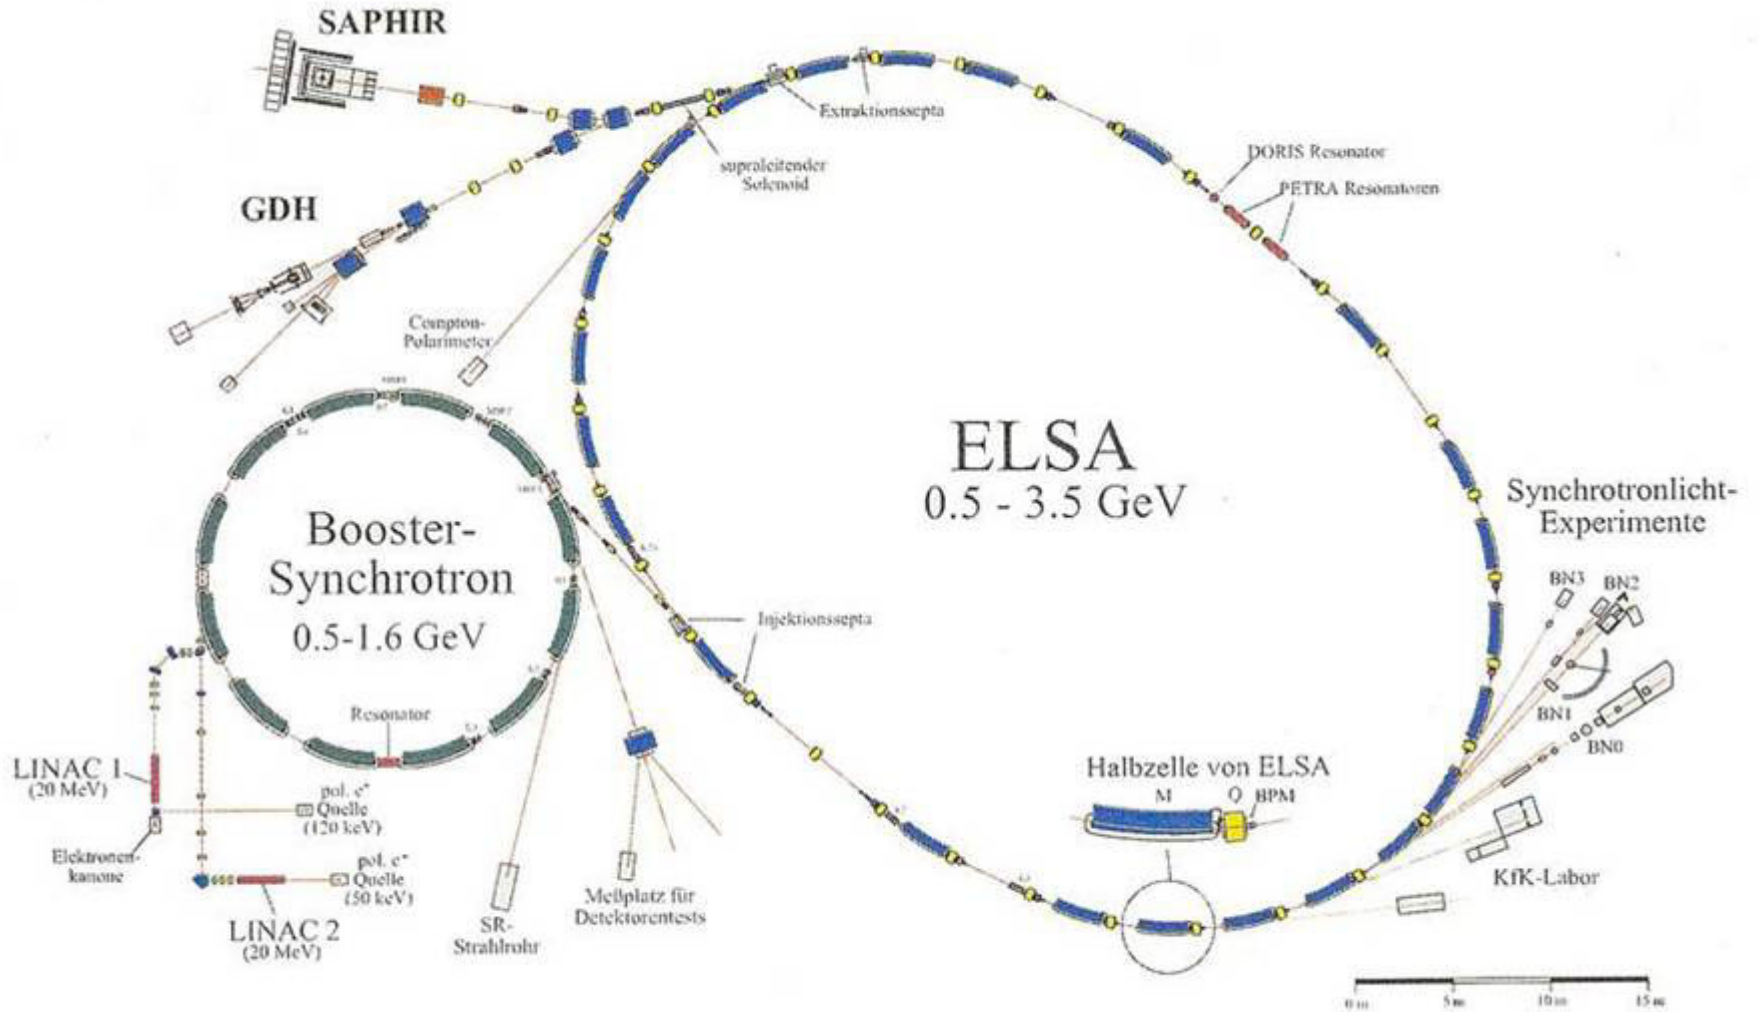 SAPHIR
Extraktionssepta
supraleitender
Solenoid
DORIS Resonator
PETRA Resonatoren
GDH
Compton-
Polarimeter
ELSA
0.5 - 3.5 GeV
Synchrotronlicht-
Experimente
BN3
BN2
BN1
BN0
Booster-
Synchrotron
0.5-1.6 GeV
Injektionssepta
Resonator
LINAC 1
(20 MeV)
pol. e⁻
Quelle
(120 keV)
Elektronen-
kanone
pol. e⁻
Quelle
(50 keV)
LINAC 2
(20 MeV)
SR-
Strahlrohr
Meßplatz für
Detektorentests
Halbzelle von ELSA
M
Q
BPM
KfK-Labor
0 m
5 m
10 m
15 m